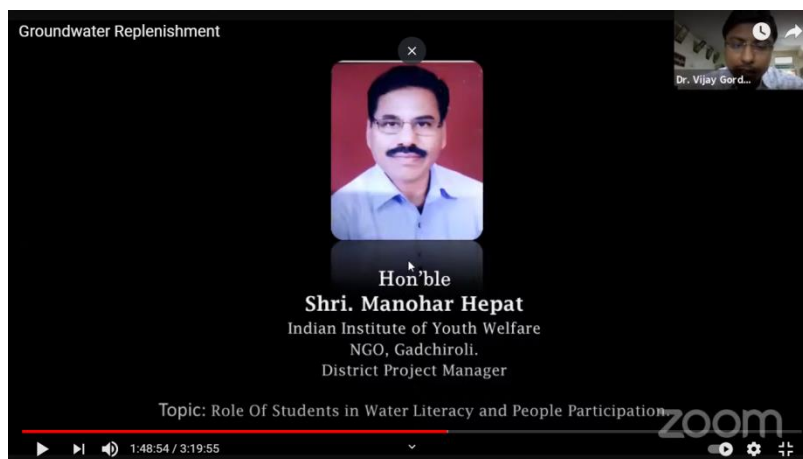 Groundwater Replenishment
Dr. Vijay Gord...
Hon'ble
Shri. Manohar Hepat
Indian Institute of Youth Welfare
NGO, Gadchiroli.
District Project Manager
Topic: Role Of Students in Water Literacy and People Participation.
zoom
1:48:54 / 3:19:55